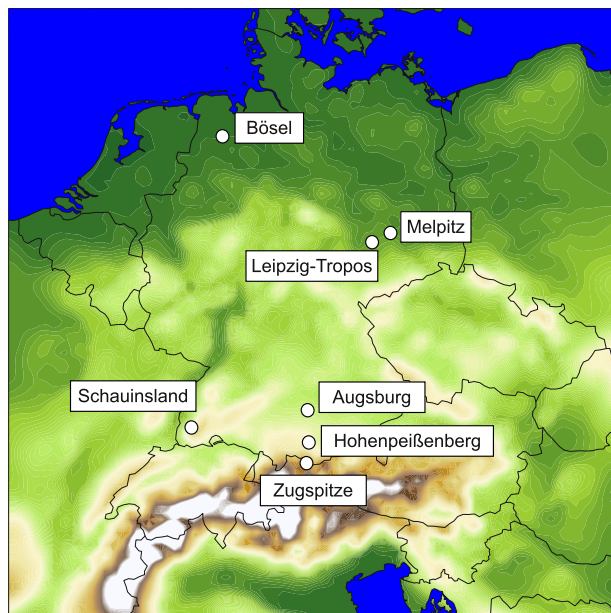 Bösel
Melpitz
Leipzig-Tropos
Schauinsland
Augsburg
Hohenpeißenberg
Zugspitze